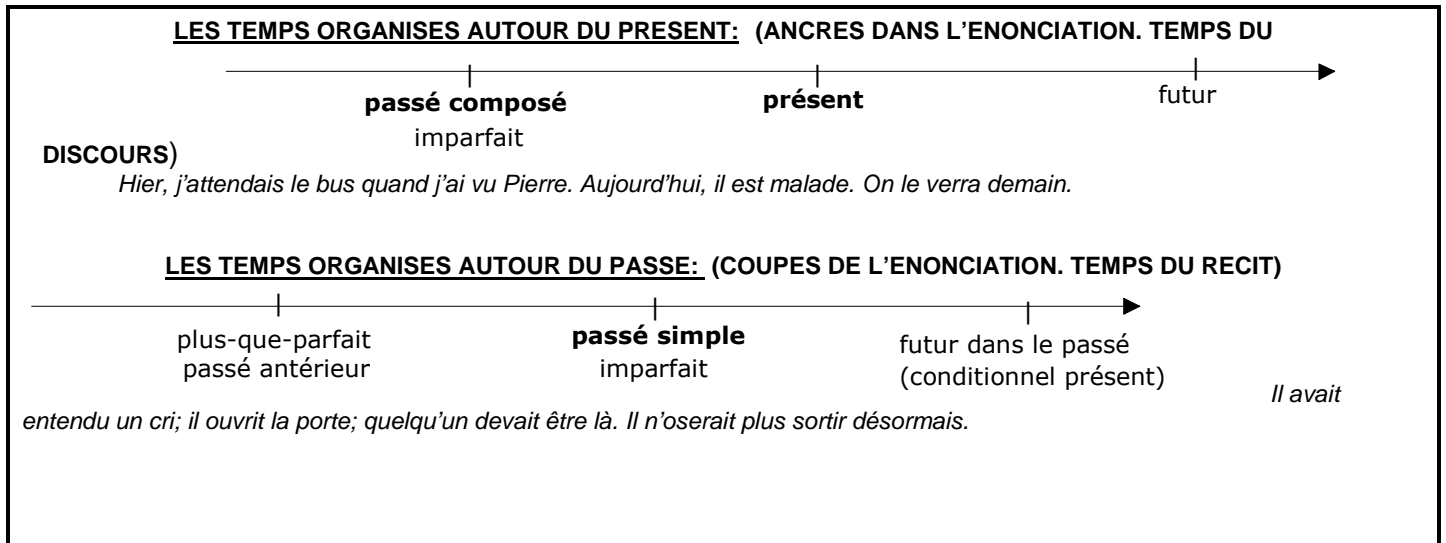 LES TEMPS ORGANISES AUTOUR DU PRESENT: (ANCRES DANS L'ENONCIATION. TEMPS DU
passé composé présent futur
imparfait
DISCOURS)
Hier, j'attendais le bus quand j'ai vu Pierre. Aujourd'hui, il est malade. On le verra demain.
LES TEMPS ORGANISES AUTOUR DU PASSE: (COUPES DE L'ENONCIATION. TEMPS DU RECIT)
plus-que-parfait passé simple futur dans le passé
passé antérieur imparfait (conditionnel présent)
Il avait
entendu un cri; il ouvrit la porte; quelqu'un devait être là. Il n'oserait plus sortir désormais.